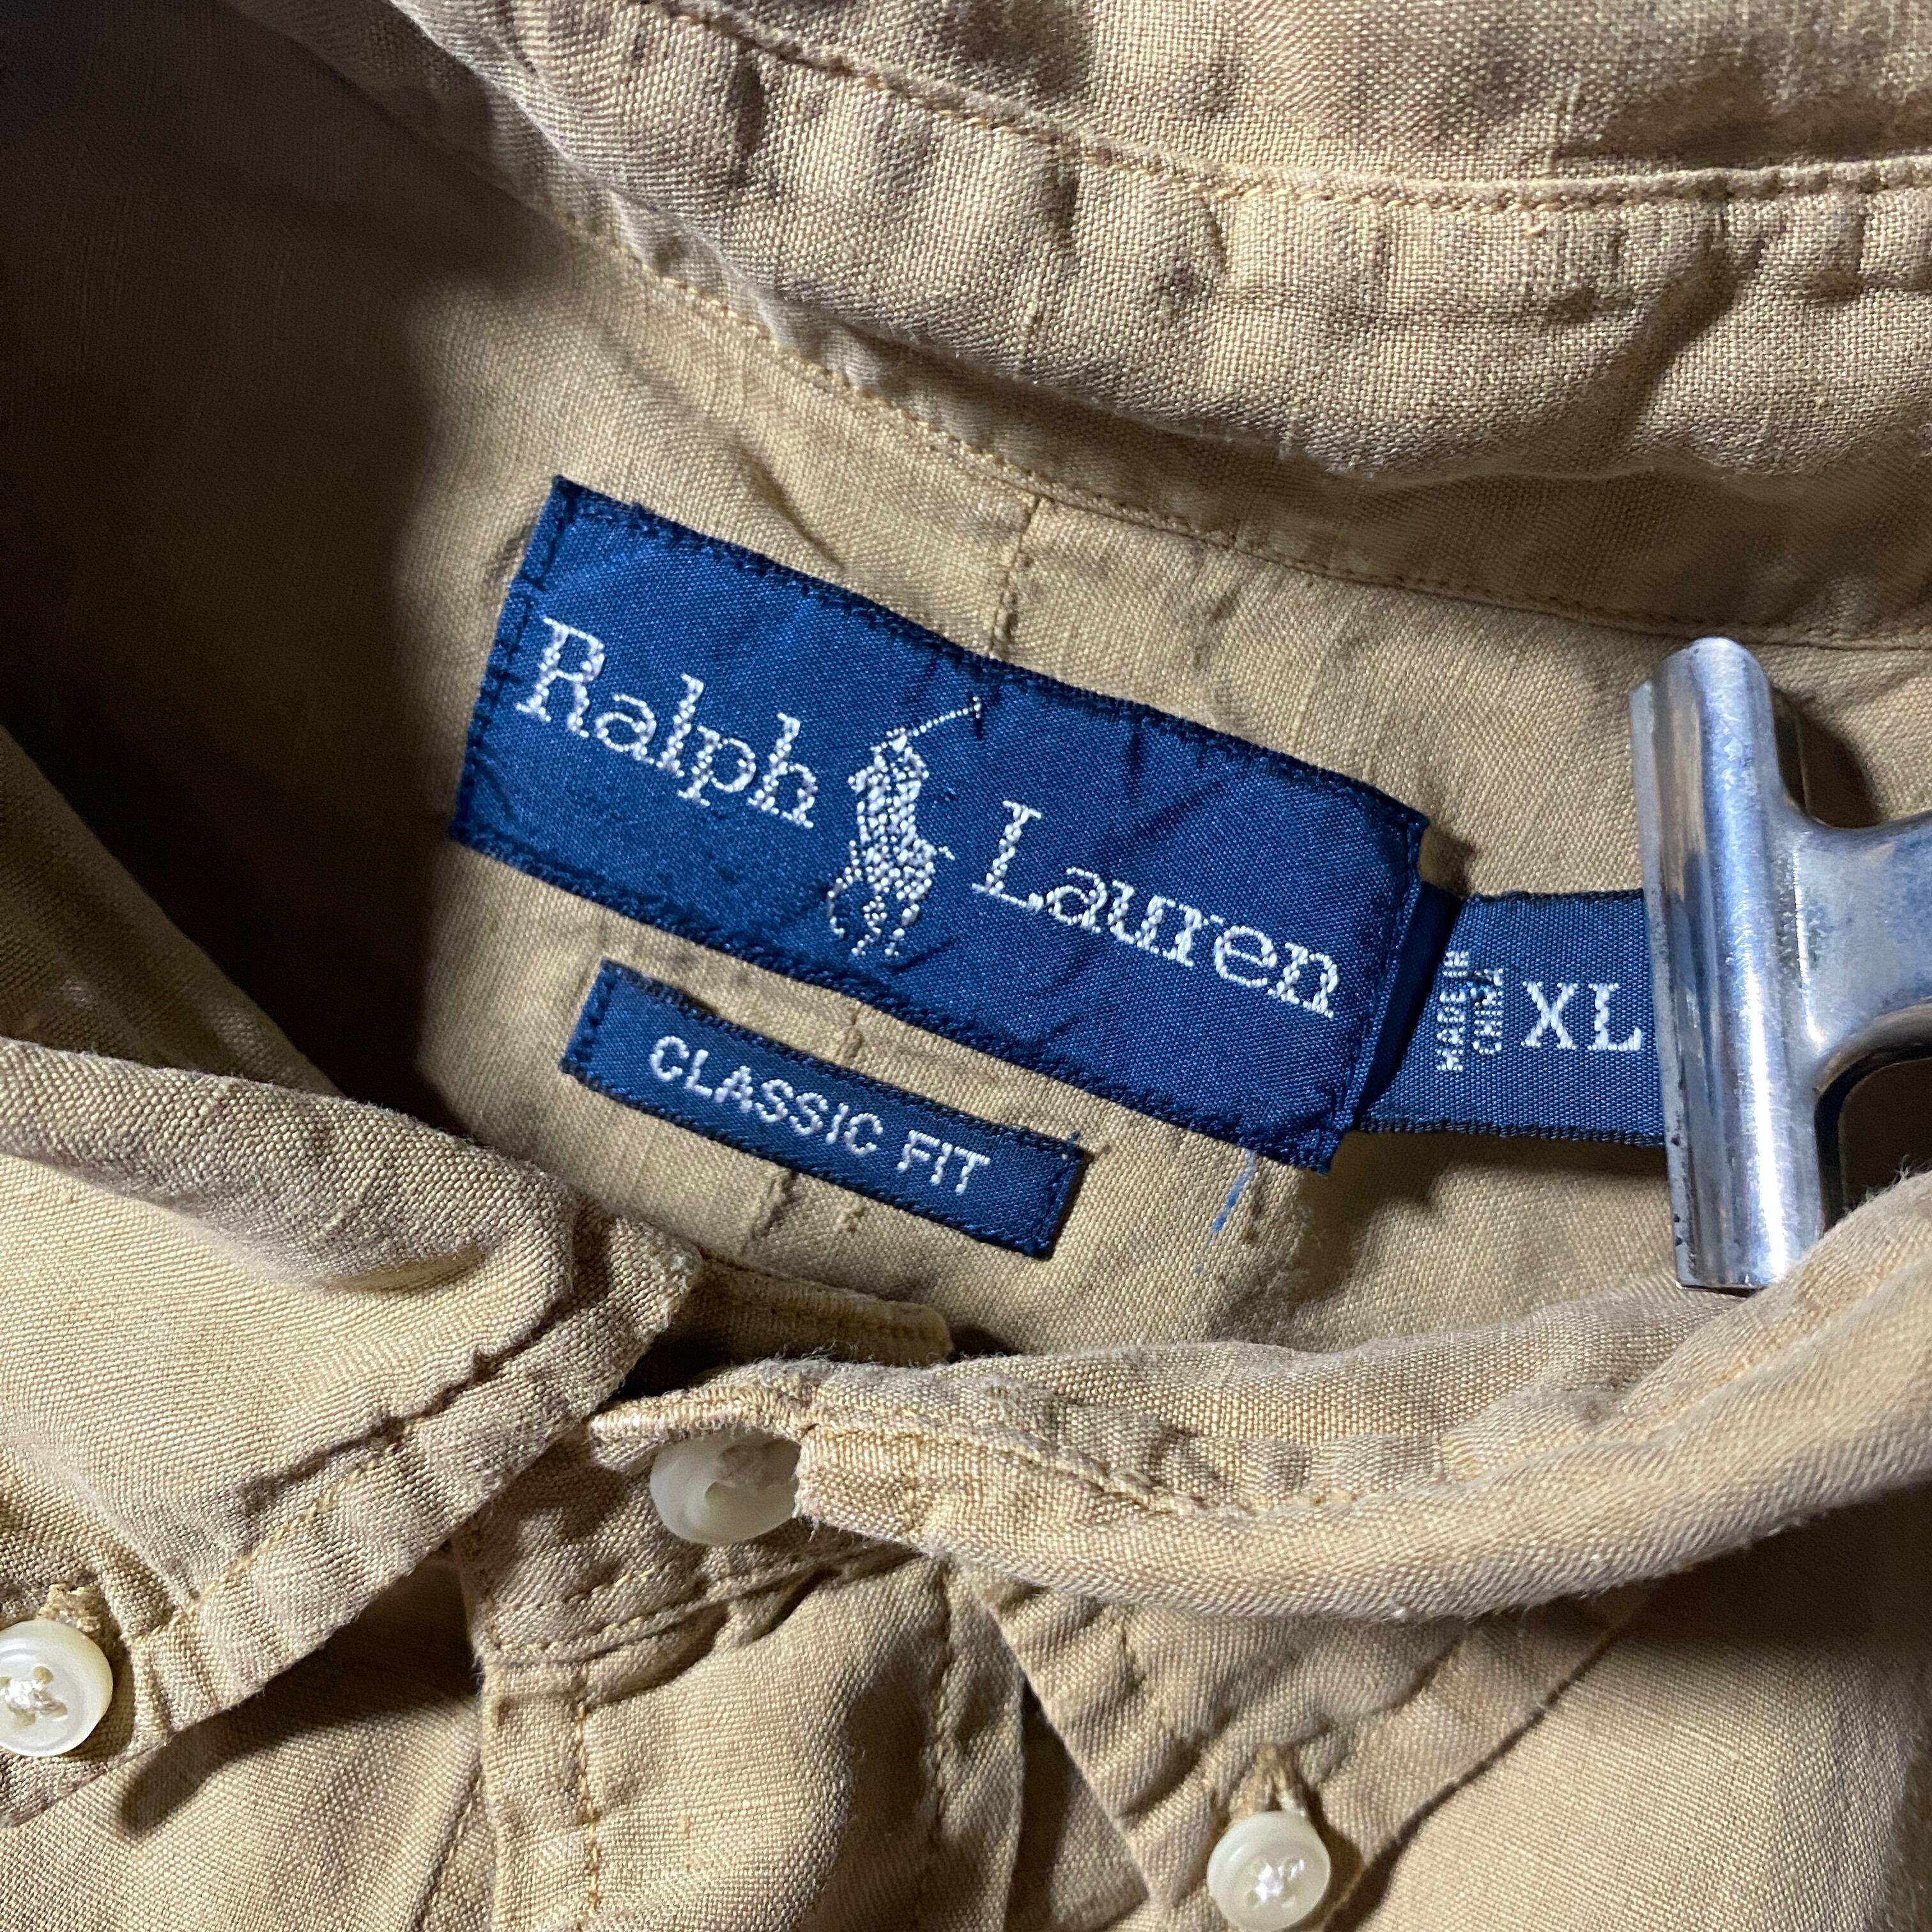 Ralph Lauren
CLASSIC FIT
MADE IN
CHINA
XL